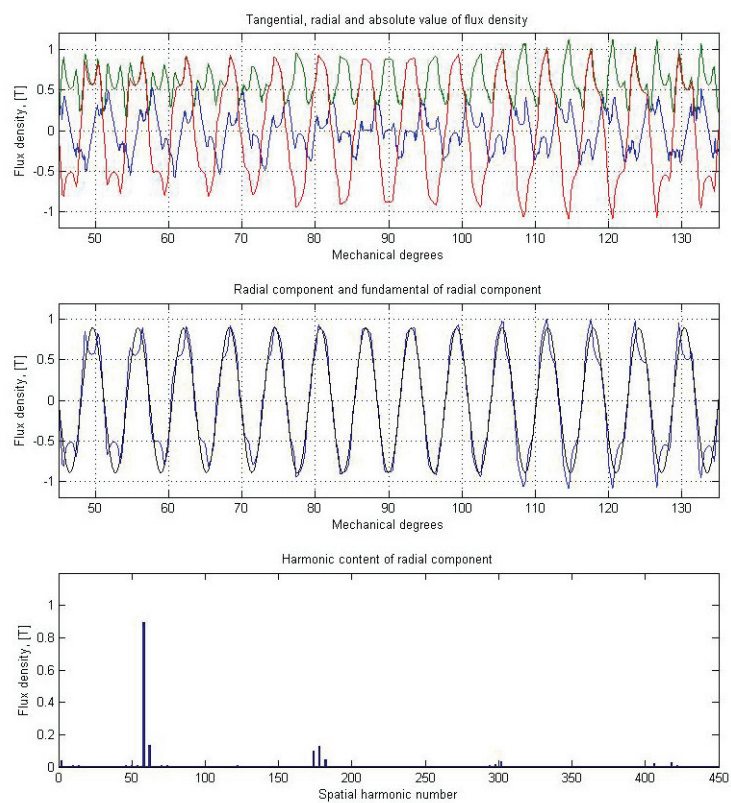 Tangential, radial and absolute value of flux density
Flux density, [T]
1
0.5
0
-0.5
-1
50 60 70 80 90 100 110 120 130
Mechanical degrees
Radial component and fundamental of radial component
Flux density, [T]
1
0.5
0
-0.5
-1
50 60 70 80 90 100 110 120 130
Mechanical degrees
Harmonic content of radial component
Flux density, [T]
1
0.8
0.6
0.4
0.2
0
0 50 100 150 200 250 300 350 400 450
Spatial harmonic number